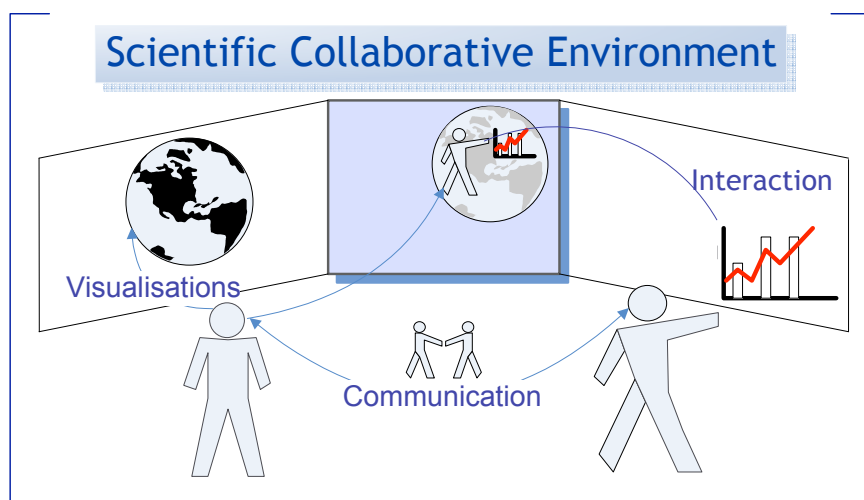 Scientific Collaborative Environment
Interaction
Visualisations
Communication